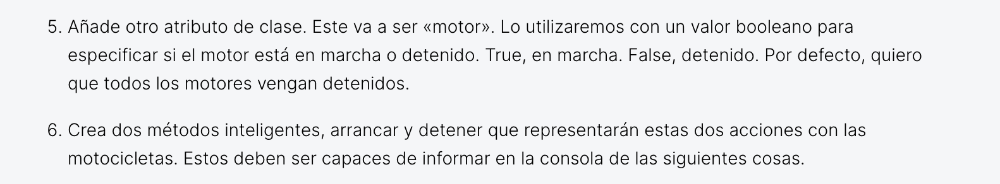 5. Añade otro atributo de clase. Este va a ser «motor». Lo utilizaremos con un valor booleano para
especificar si el motor está en marcha o detenido. True, en marcha. False, detenido. Por defecto, quiero
que todos los motores vengan detenidos.
6. Crea dos métodos inteligentes, arrancar y detener que representarán estas dos acciones con las
motocicletas. Estos deben ser capaces de informar en la consola de las siguientes cosas.